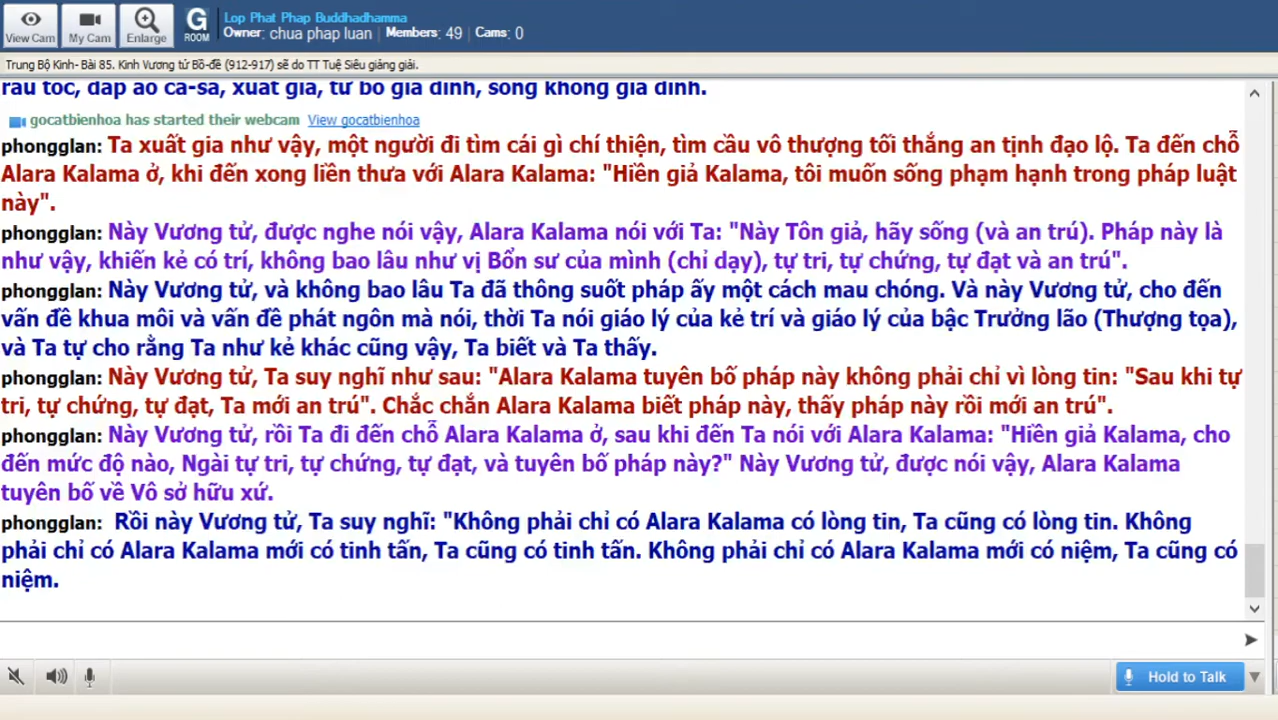 View Cam
My Cam
Enlarge
G
ROOM
Lop Phat Phap Buddhadhamma
Owner: chua phap luan | Members: 49 | Cams: 0
Trung Bộ Kinh- Bài 85. Kinh Vương tử Bồ-đề (912-917) sẽ do TT Tuệ Siêu giảng giải.
râu tóc, đắp áo cà-sa, xuất gia, từ bỏ gia đình, sống không gia đình.
gocatbienhoa has started their webcam View gocatbienhoa
phongglan: Ta xuất gia như vậy, một người đi tìm cái gì chí thiện, tìm cầu vô thượng tối thắng an tịnh đạo lộ. Ta đến chỗ
Alara Kalama ở, khi đến xong liền thưa với Alara Kalama: "Hiền giả Kalama, tôi muốn sống phạm hạnh trong pháp luật
này".
phongglan: Này Vương tử, được nghe nói vậy, Alara Kalama nói với Ta: "Này Tôn giả, hãy sống (và an trú). Pháp này là
như vậy, khiến kẻ có trí, không bao lâu như vị Bổn sư của mình (chỉ dạy), tự tri, tự chứng, tự đạt và an trú".
phongglan: Này Vương tử, và không bao lâu Ta đã thông suốt pháp ấy một cách mau chóng. Và này Vương tử, cho đến
vấn đề khua môi và vấn đề phát ngôn mà nói, thời Ta nói giáo lý của kẻ trí và giáo lý của bậc Trưởng lão (Thượng tọa),
và Ta tự cho rằng Ta như kẻ khác cũng vậy, Ta biết và Ta thấy.
phongglan: Này Vương tử, Ta suy nghĩ như sau: "Alara Kalama tuyên bố pháp này không phải chỉ vì lòng tin: "Sau khi tự
tri, tự chứng, tự đạt, Ta mới an trú". Chắc chắn Alara Kalama biết pháp này, thấy pháp này rồi mới an trú".
phongglan: Này Vương tử, rồi Ta đi đến chỗ Alara Kalama ở, sau khi đến Ta nói với Alara Kalama: "Hiền giả Kalama, cho
đến mức độ nào, Ngài tự tri, tự chứng, tự đạt, và tuyên bố pháp này?" Này Vương tử, được nói vậy, Alara Kalama
tuyên bố về Vô sở hữu xứ.
phongglan: Rồi này Vương tử, Ta suy nghĩ: "Không phải chỉ có Alara Kalama có lòng tin, Ta cũng có lòng tin. Không
phải chỉ có Alara Kalama mới có tinh tấn, Ta cũng có tinh tấn. Không phải chỉ có Alara Kalama mới có niệm, Ta cũng có
niệm.
Hold to Talk